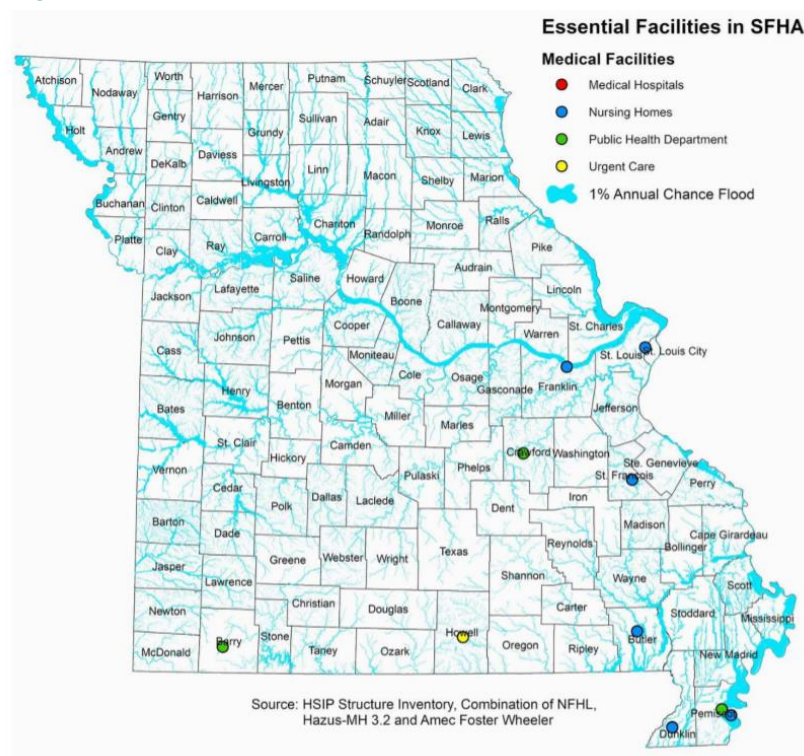 Essential Facilities in SFHA
Medical Facilities
Medical Hospitals
Nursing Homes
Public Health Department
Urgent Care
1% Annual Chance Flood
Atchison
Nodaway
Worth
Harrison
Mercer
Putnam
Schuyler
Scotland
Clark
Gentry
Sullivan
Adair
Holt
Grundy
Knox
Lewis
Andrew
DeKalb
Daviess
Linn
Macon
Livingston
Shelby
Marion
Buchanan
Clinton
Caldwell
Chariton
Monroe
Ralls
Platte
Clay
Ray
Carroll
Randolph
Pike
Audrain
Saline
Howard
Jackson
Lafayette
Boone
Lincoln
Montgomery
Callaway
Cooper
Warren
St. Charles
Johnson
Pettis
Cass
Moniteau
St. Louis
St. Louis City
Cole
Osage
Morgan
Gasconade
Franklin
Henry
Bates
Benton
Miller
Jefferson
Maries
St. Clair
Camden
Hickory
Crawford
Washington
Ste. Genevieve
Vernon
Pulaski
Phelps
St. Francois
Perry
Cedar
Dallas
Laclede
Iron
Polk
Dent
Barton
Madison
Dade
Cape Girardeau
Texas
Reynolds
Bollinger
Greene
Webster
Wright
Jasper
Shannon
Wayne
Lawrence
Scott
Christian
Douglas
Carter
Newton
Stoddard
Mississippi
Barry
Stone
Howell
Butler
McDonald
Taney
Ozark
Oregon
Ripley
New Madrid
Pemiscot
Dunklin
Source: HSIP Structure Inventory, Combination of NFHL,
Hazus-MH 3.2 and Amec Foster Wheeler